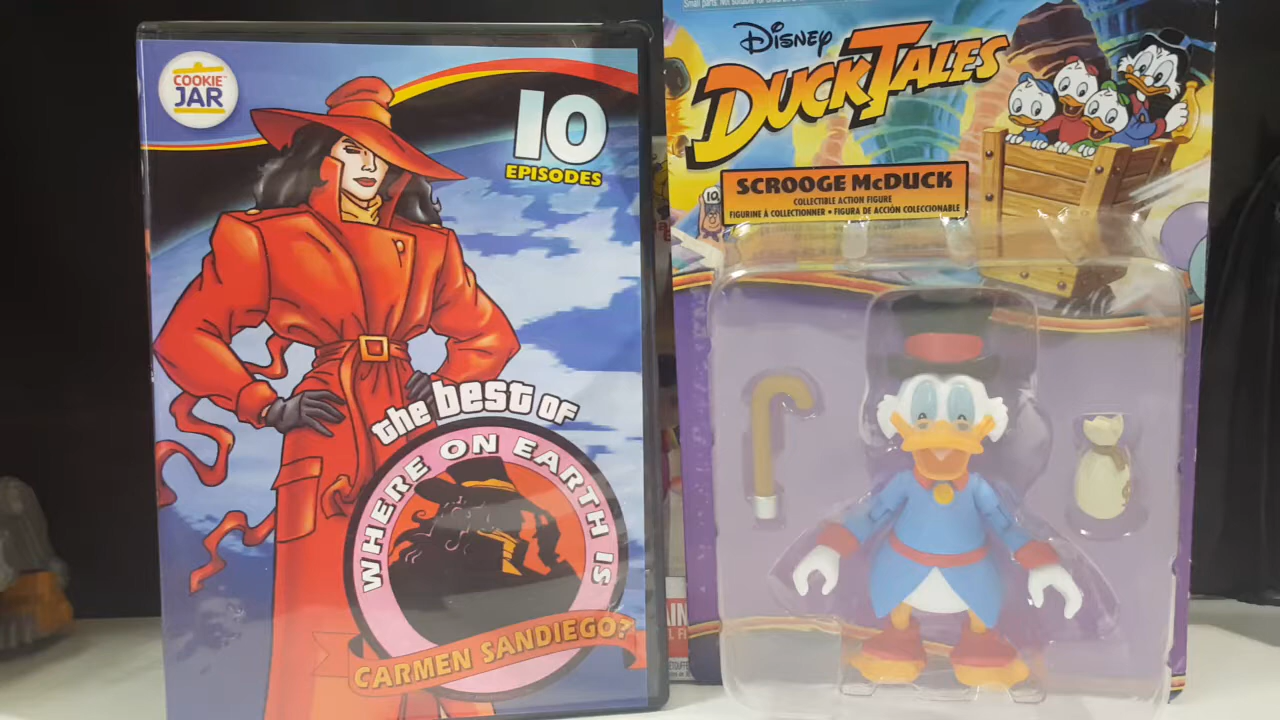 COOKIE
JAR
10
EPISODES
the best of
WHERE ON EARTH IS
CARMEN SANDIEGO?
Disney
DUCKTALES
SCROOGE McDUCK
COLLECTIBLE ACTION FIGURE
FIGURINE À COLLECTIONNER • FIGURA DE ACCIÓN COLECCIONABLE
10